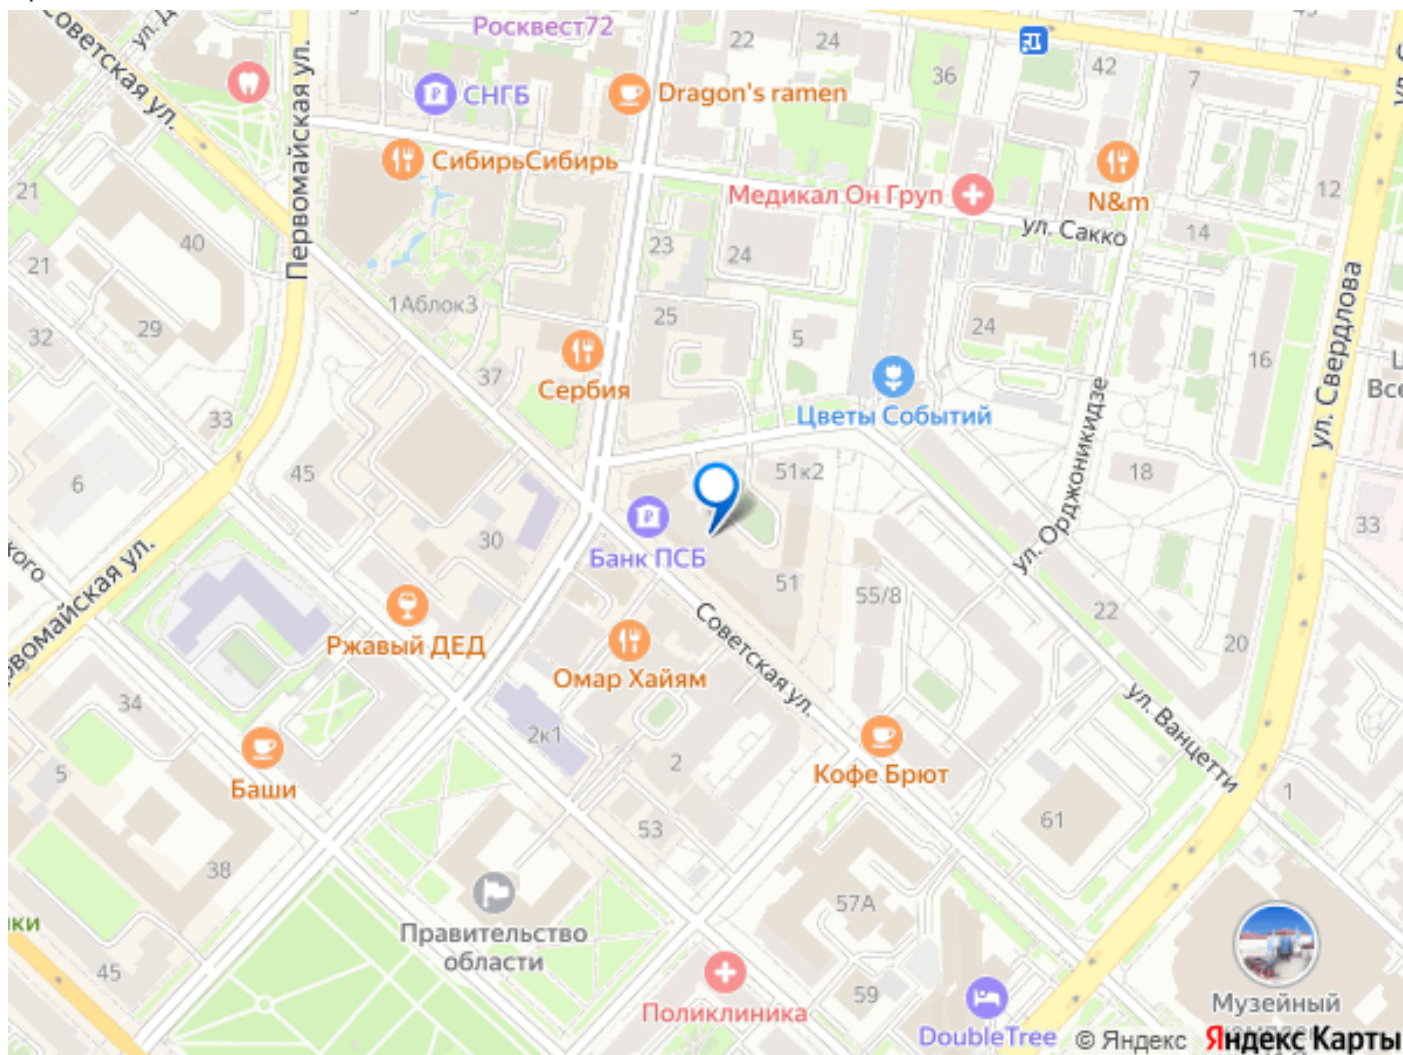 Росквест72
22
24
36
42
7
Советская ул.
Первомайская ул.
СНГБ
Dragon's ramen
СибирьСибирь
Медикал Он Груп
N&m
12
21
40
23
24
ул. Сакко
14
21
29
32
1Аблок3
25
5
24
16
ул. Свердлова
37
Сербия
Цветы Событий
33
45
6
51к2
18
33
ул. Орджоникидзе
30
Банк ПСБ
51
55/8
22
20
Первомайская ул.
Ржавый ДЕД
Омар Хайям
Советская ул.
ул. Ванцетти
34
2к1
2
Кофе Брют
5
Баши
53
61
1
38
57А
Правительство
области
45
Поликлиника
59
DoubleTree
Музейный
© Яндекс
Яндекс Карты